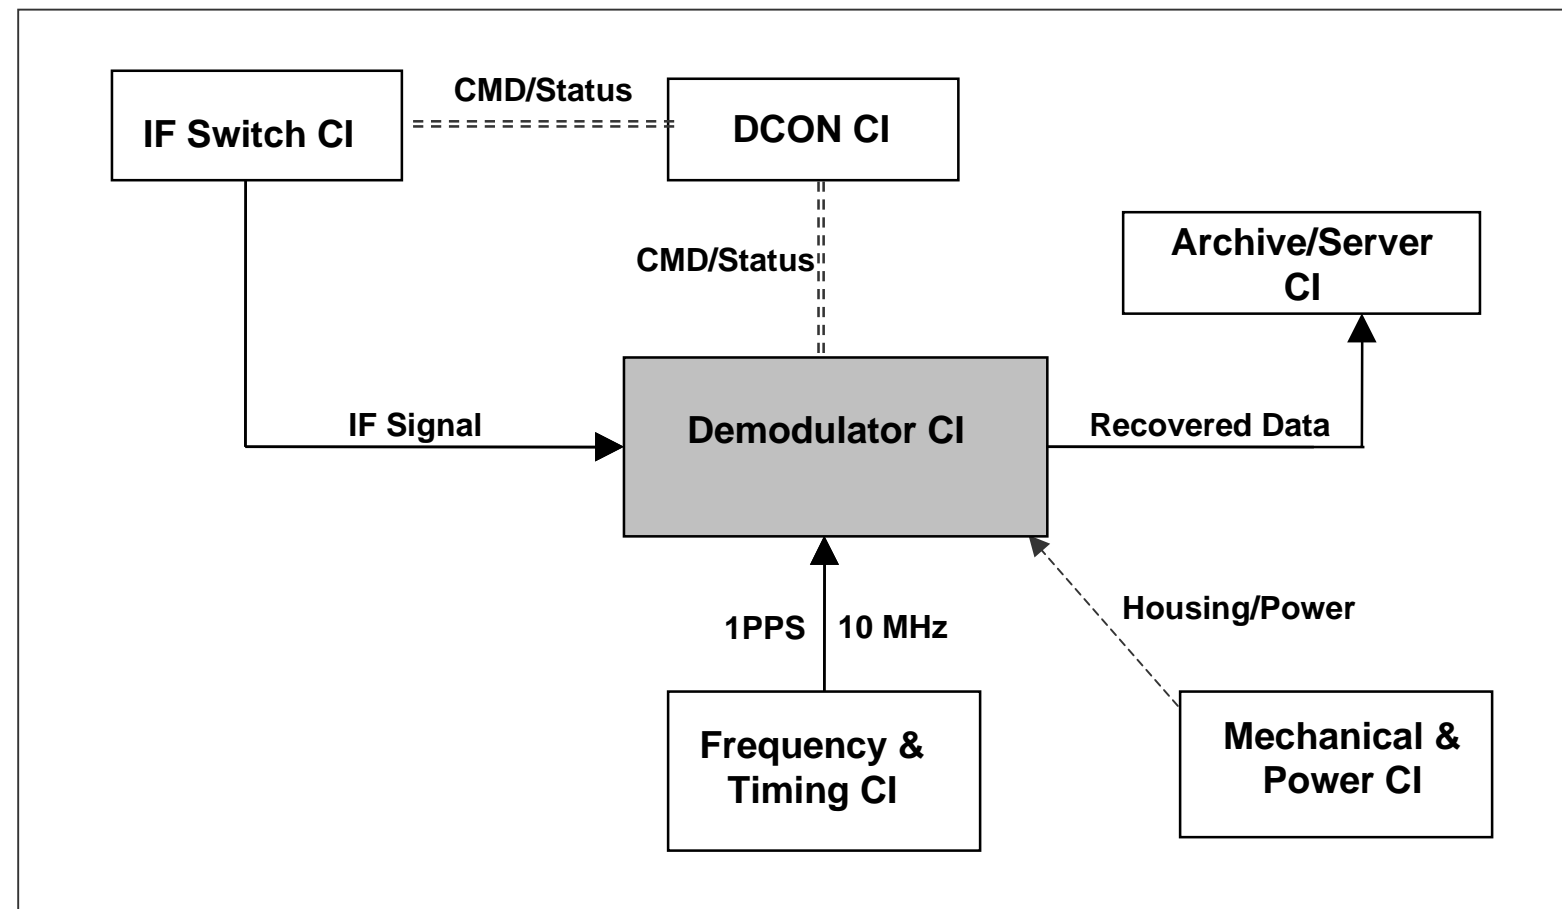 CMD/Status
IF Switch CI
DCON CI
CMD/Status
Archive/Server
CI
IF Signal
Demodulator CI
Recovered Data
1PPS
10 MHz
Housing/Power
Frequency &
Timing CI
Mechanical &
Power CI